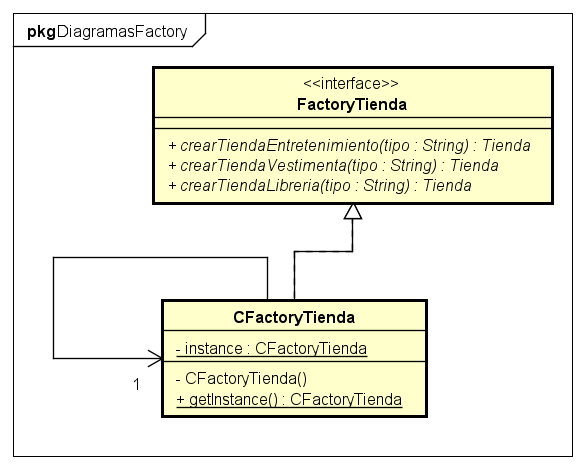 pkg DiagramasFactory
<<interface>>
FactoryTienda
+ crearTiendaEntretenimiento(tipo : String) : Tienda
+ crearTiendaVestimenta(tipo : String) : Tienda
+ crearTiendaLibreria(tipo : String) : Tienda
CFactoryTienda
- instance : CFactoryTienda
- CFactoryTienda()
+ getInstance() : CFactoryTienda
1